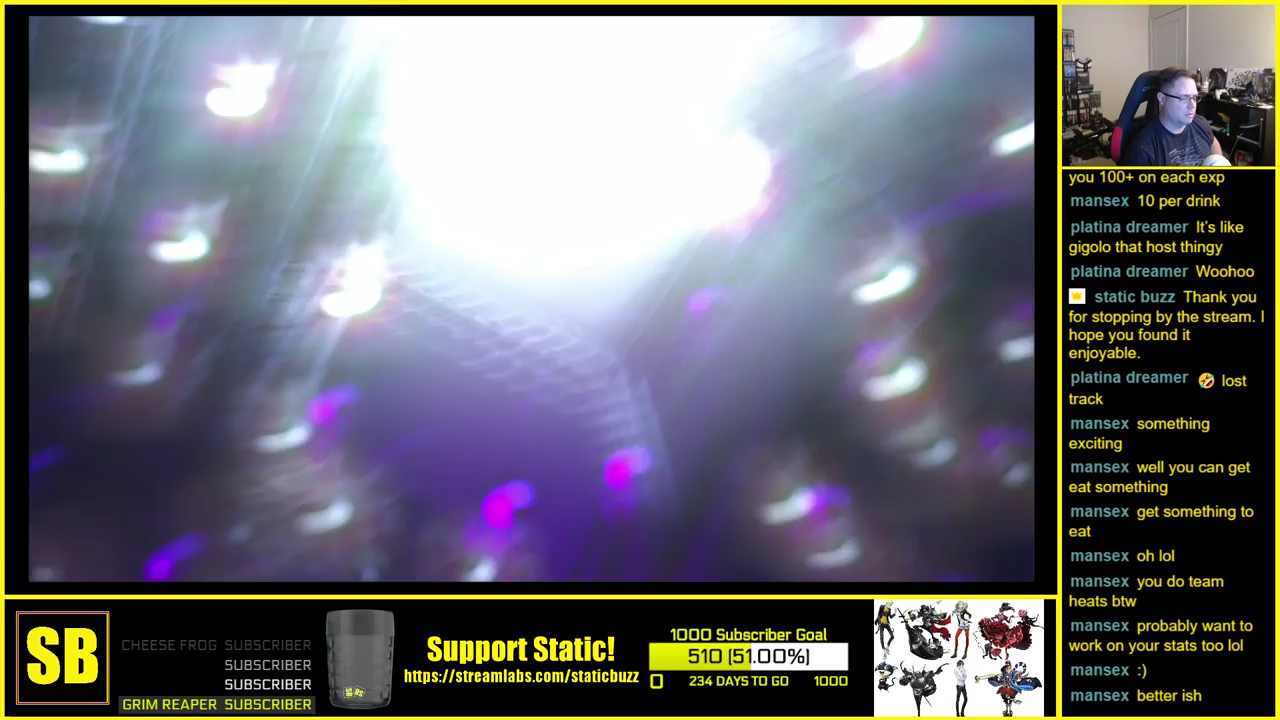 you 100+ on each exp
mansex 10 per drink
platina dreamer It's like
gigolo that host thingy
platina dreamer Woohoo
static buzz Thank you
for stopping by the stream. I
hope you found it
enjoyable.
platina dreamer 🤣 lost
track
mansex something
exciting
mansex well you can get
eat something
mansex get something to
eat
mansex oh lol
mansex you do team
heats btw
mansex probably want to
work on your stats too lol
mansex :)
mansex better ish
SB
CHEESE FROG SUBSCRIBER
SUBSCRIBER
SUBSCRIBER
GRIM REAPER SUBSCRIBER
Support Static!
https://streamlabs.com/staticbuzz
1000 Subscriber Goal
510 (51.00%)
0 234 DAYS TO GO 1000